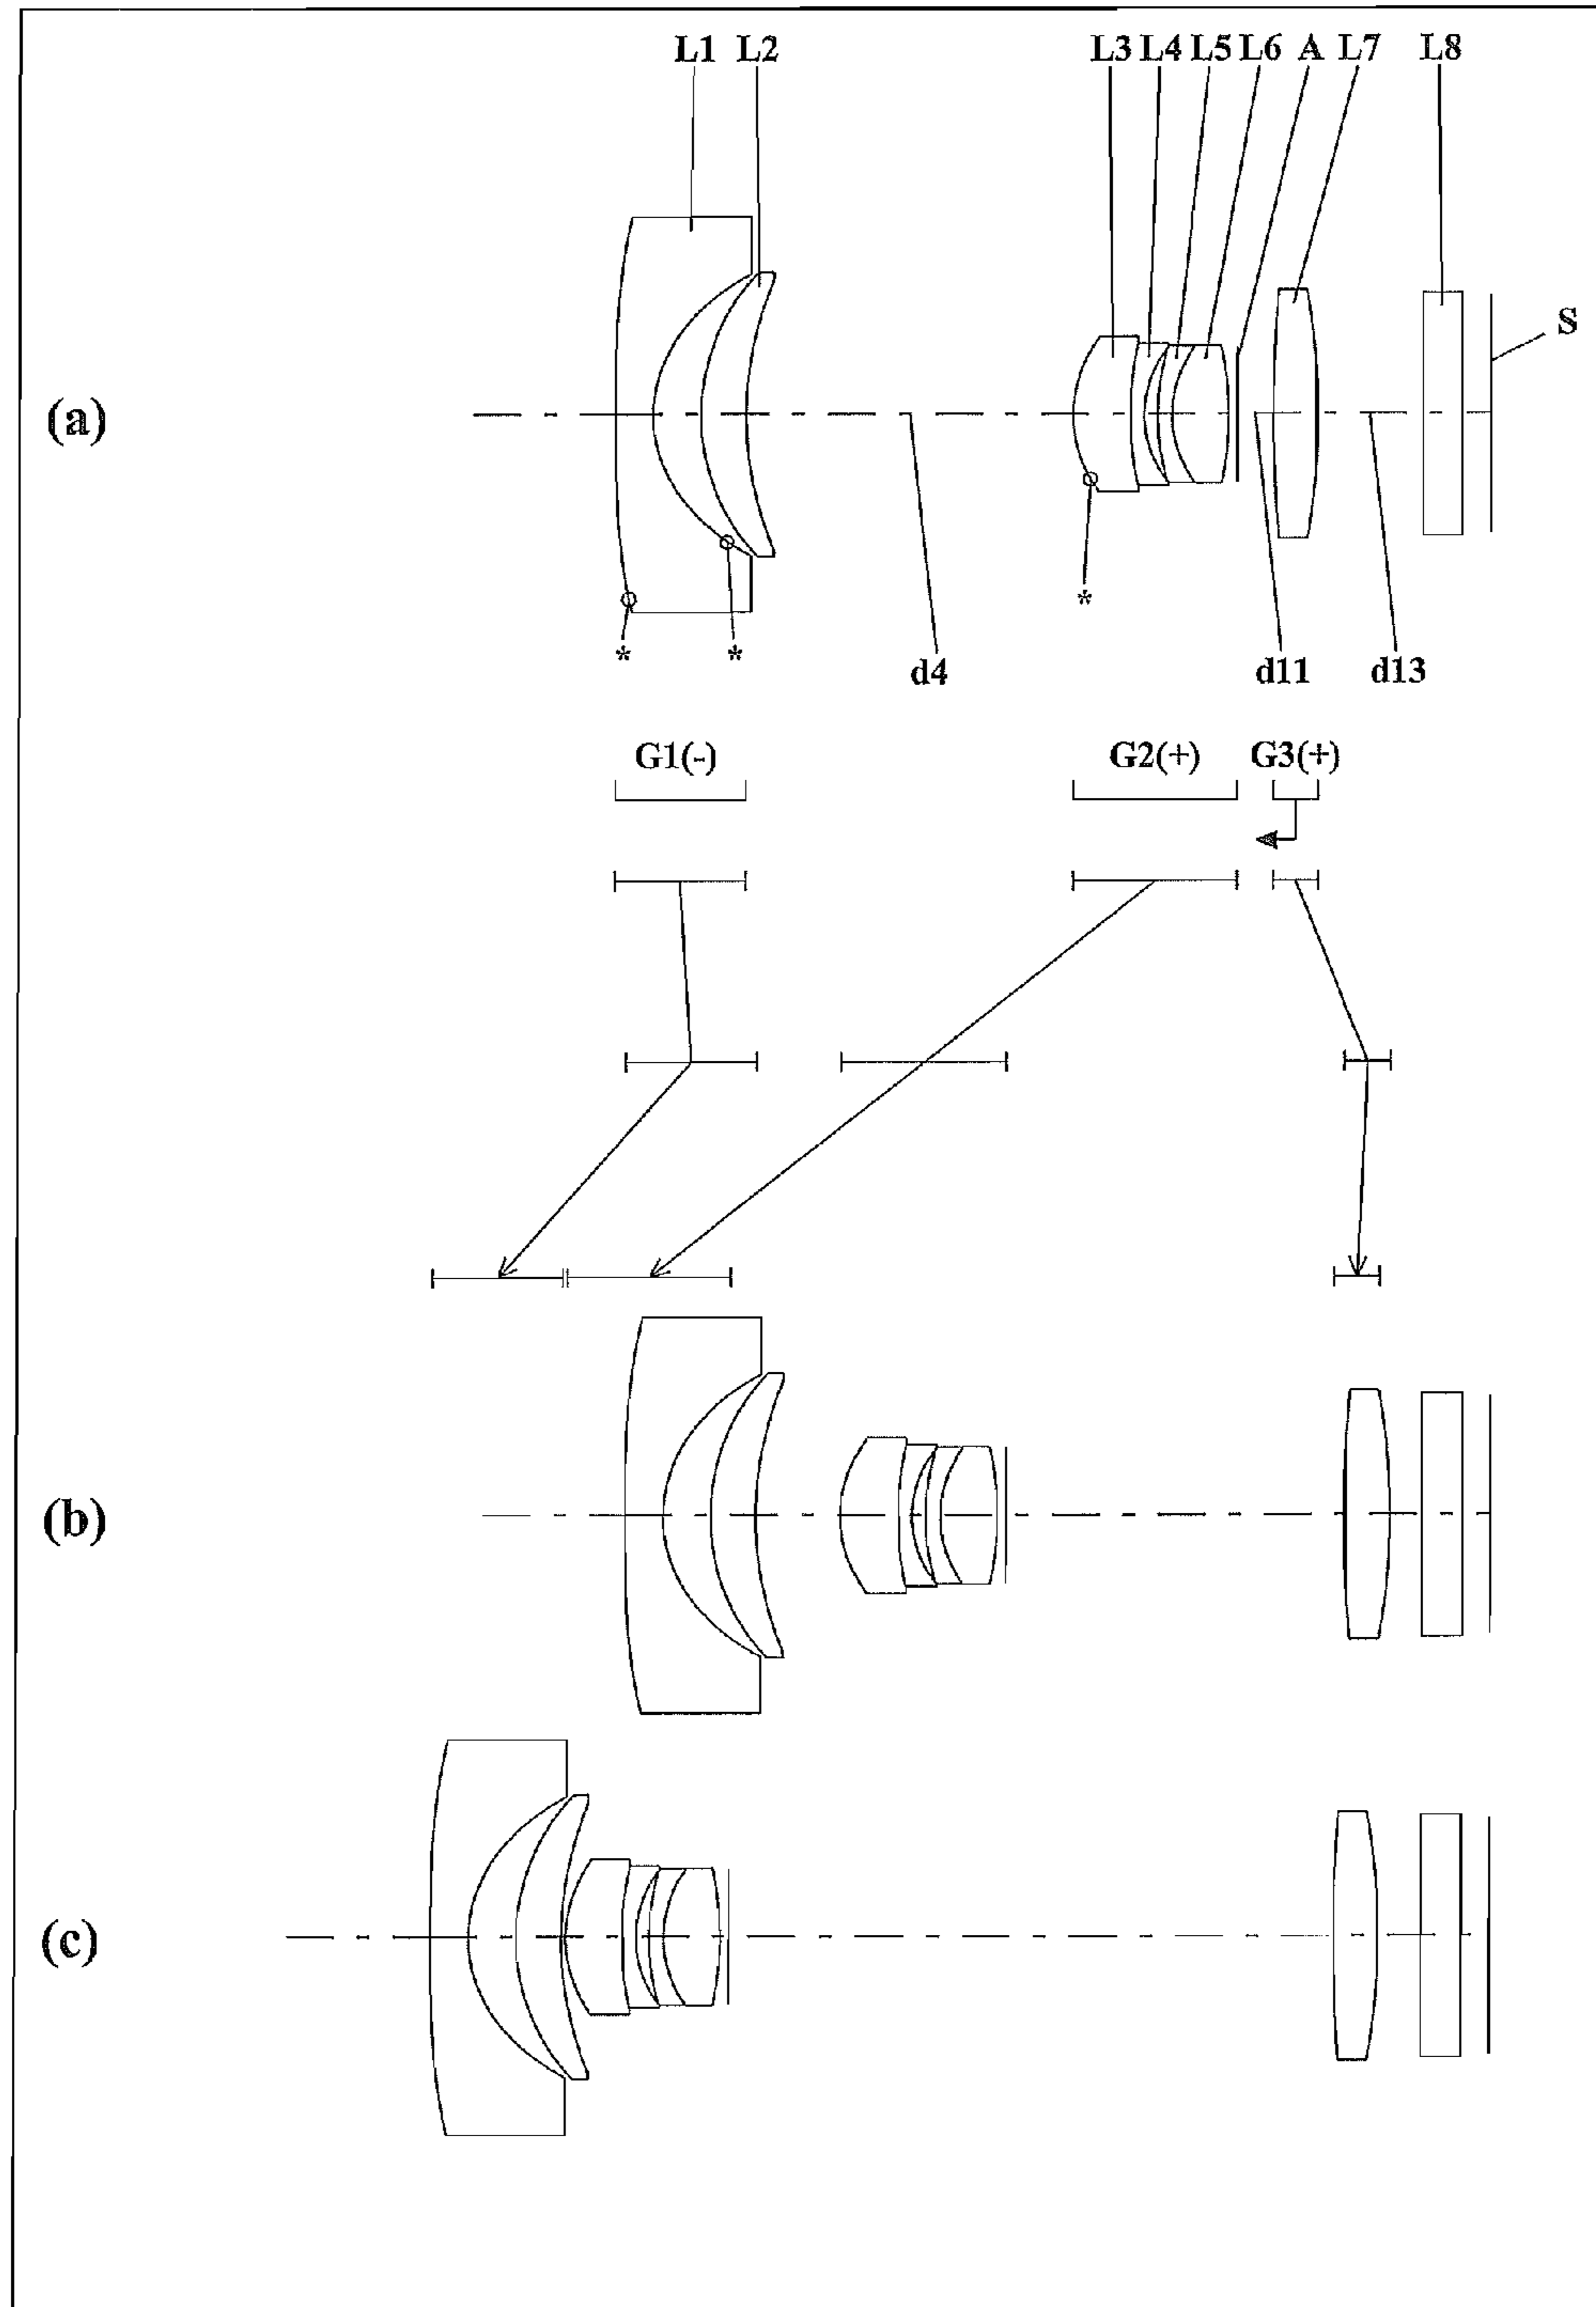 L1 L2 L3 L4 L5 L6 A L7 L8
S
(a)
*
* *
d4 d11 d13
G1(-) G2(+) G3(+)
(b)
(c)